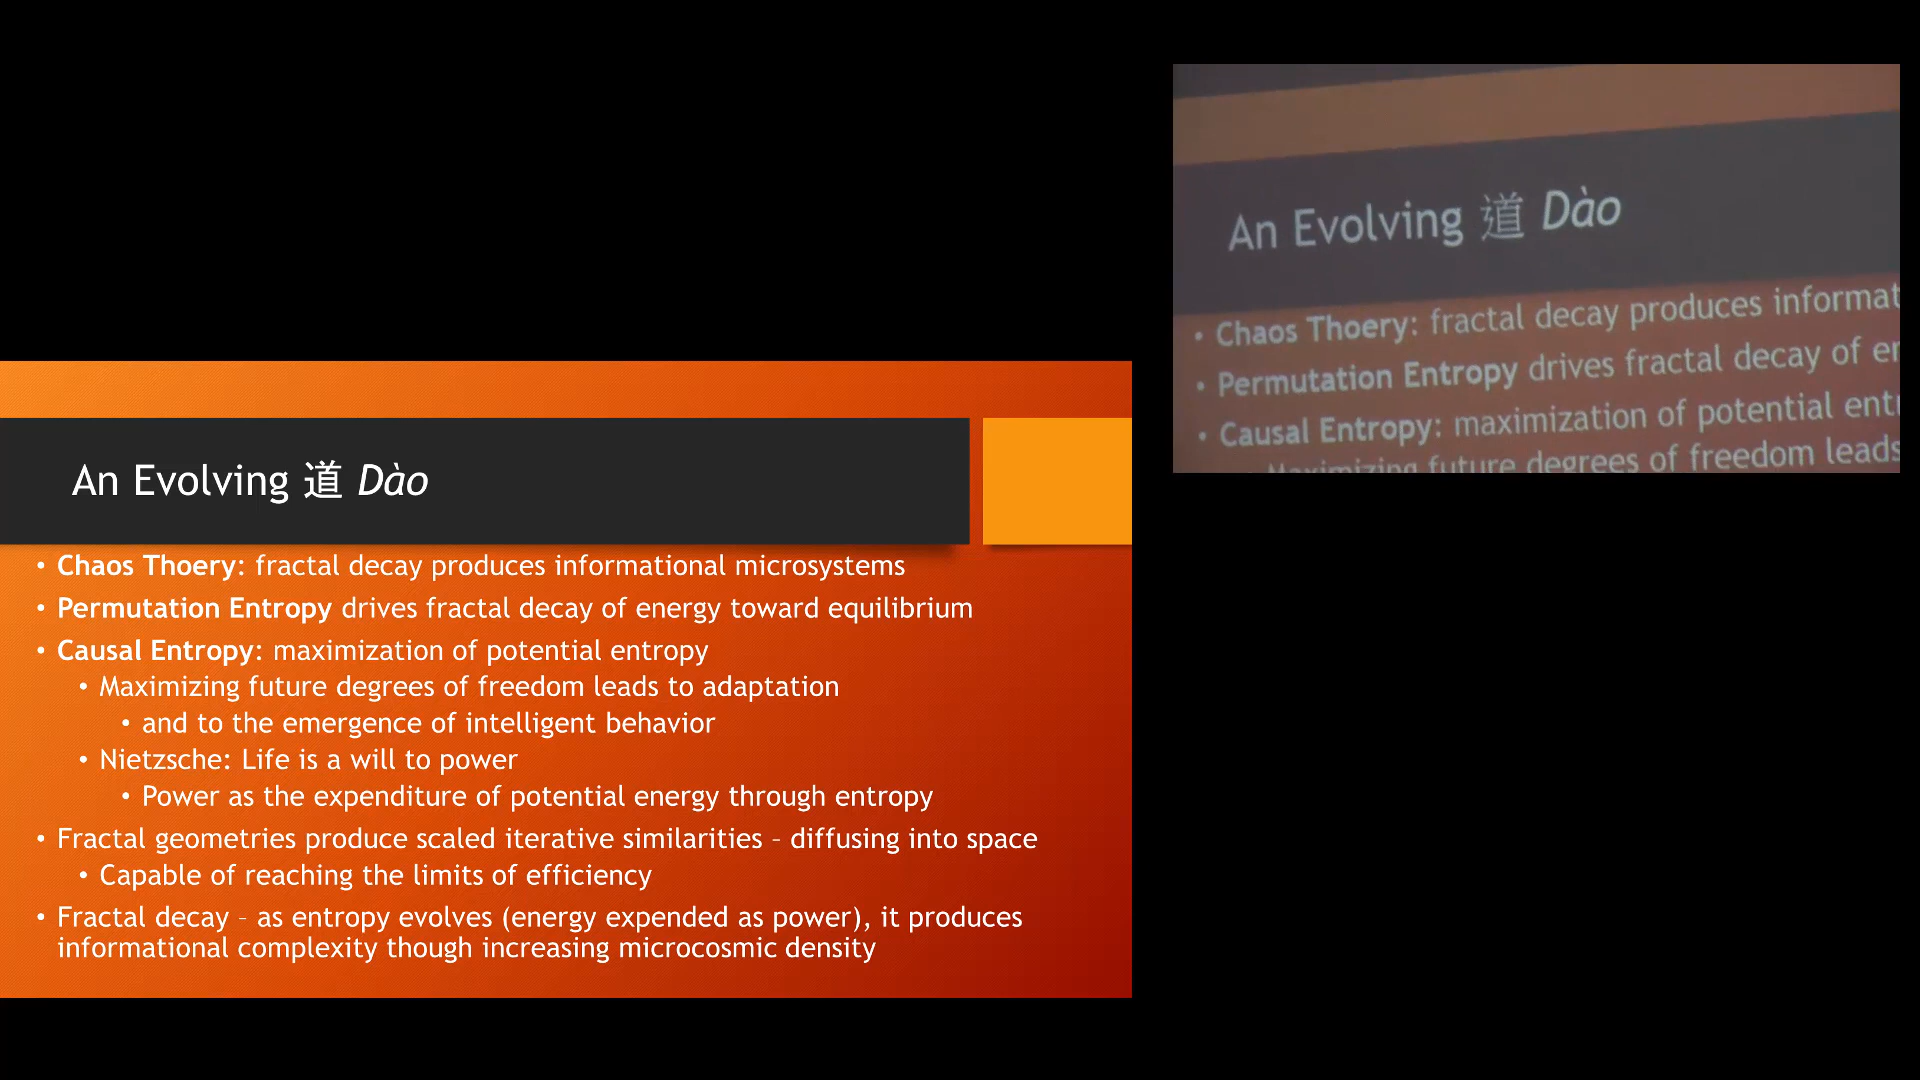 An Evolving 道 Dào
• Chaos Thoery: fractal decay produces informational microsystems
• Permutation Entropy drives fractal decay of energy toward equilibrium
• Causal Entropy: maximization of potential entropy
• Maximizing future degrees of freedom leads to adaptation
• and to the emergence of intelligent behavior
• Nietzsche: Life is a will to power
• Power as the expenditure of potential energy through entropy
• Fractal geometries produce scaled iterative similarities – diffusing into space
• Capable of reaching the limits of efficiency
• Fractal decay – as entropy evolves (energy expended as power), it produces
informational complexity though increasing microcosmic density
An Evolving 道 Dào
• Chaos Thoery: fractal decay produces informat
• Permutation Entropy drives fractal decay of en
• Causal Entropy: maximization of potential ent
Maximizing future degrees of freedom leads